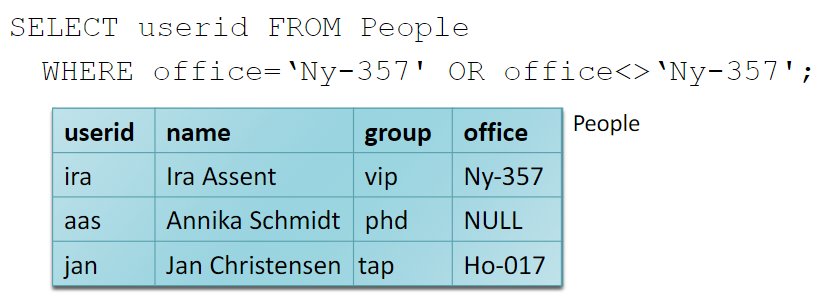 SELECT userid FROM People
WHERE office=‘Ny-357' OR office<>‘Ny-357';
userid name group office People
ira Ira Assent vip Ny-357
aas Annika Schmidt phd NULL
jan Jan Christensen tap Ho-017